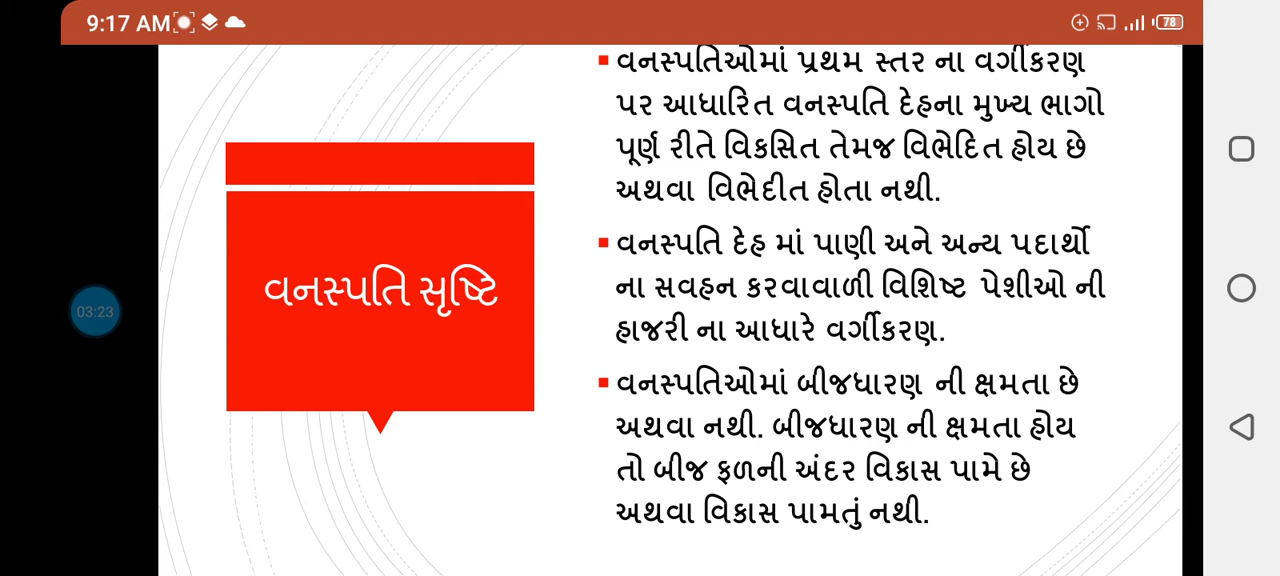 9:17 AM
78
વનસ્પતિ સૃષ્ટિ
03:23
▪ વનસ્પતિઓમાં પ્રથમ સ્તર ના વર્ગીકરણ
પર આધારિત વનસ્પતિ દેહના મુખ્ય ભાગો
પૂર્ણ રીતે વિકસિત તેમજ વિભેદિત હોય છે
અથવા વિભેદીત હોતા નથી.
▪ વનસ્પતિ દેહ માં પાણી અને અન્ય પદાર્થો
ના સવહન કરવાવાળી વિશિષ્ટ પેશીઓ ની
હાજરી ના આધારે વર્ગીકરણ.
▪ વનસ્પતિઓમાં બીજધારણ ની ક્ષમતા છે
અથવા નથી. બીજધારણ ની ક્ષમતા હોય
તો બીજ ફળની અંદર વિકાસ પામે છે
અથવા વિકાસ પામતું નથી.